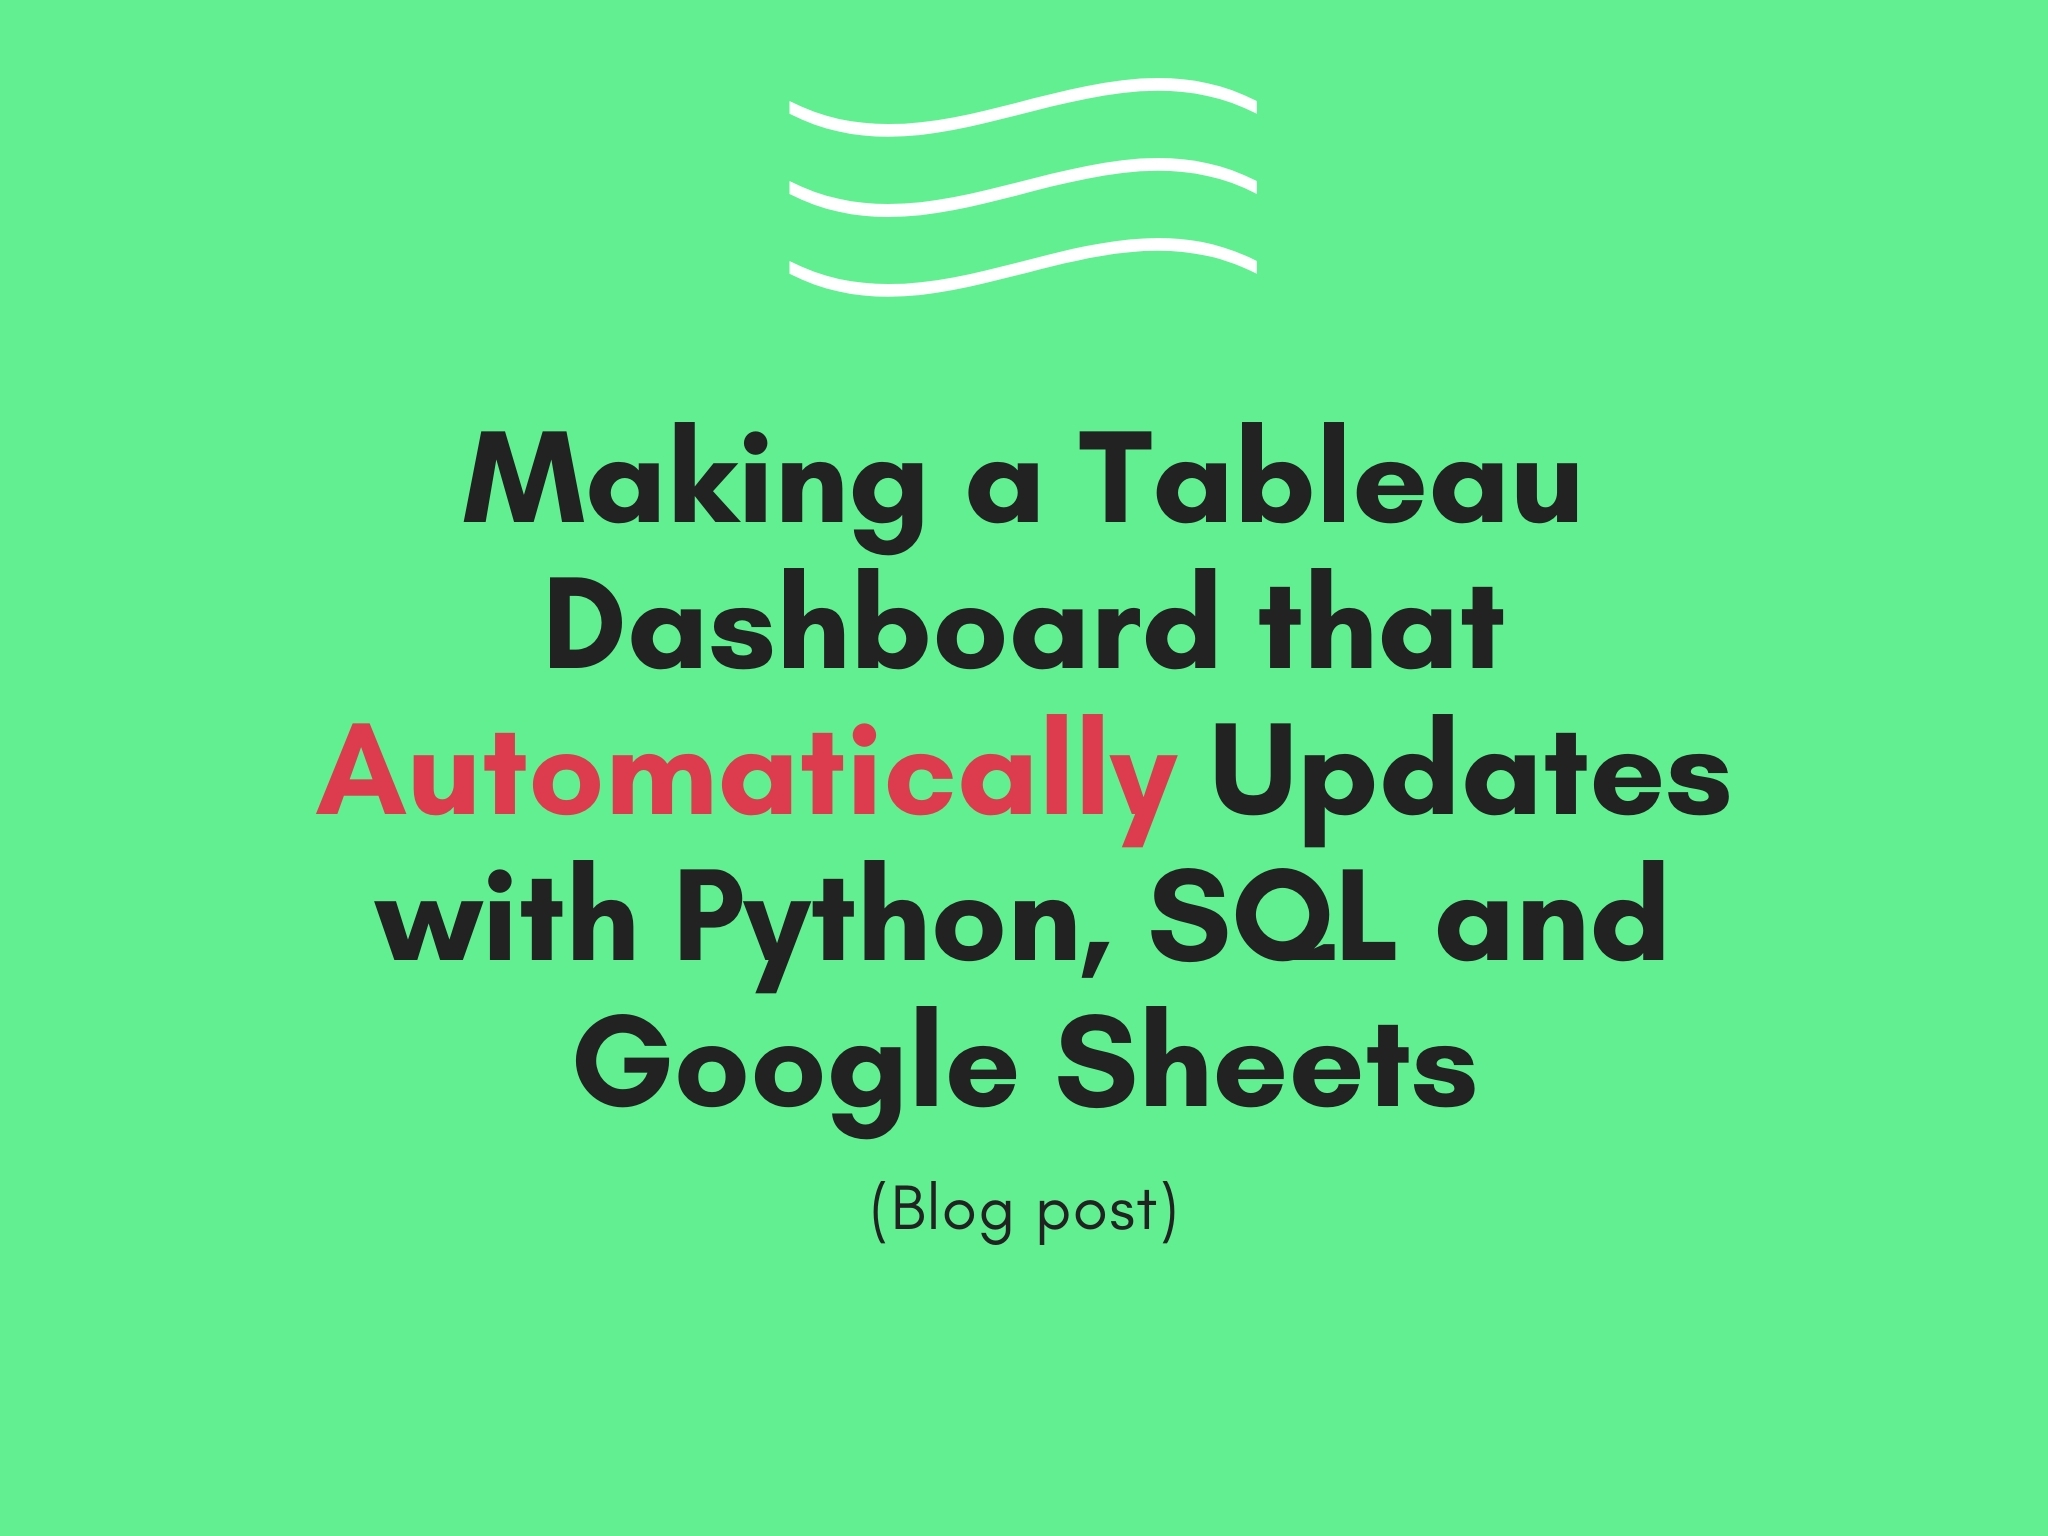 Making a Tableau
Dashboard that
Automatically Updates
with Python, SQL and
Google Sheets
(Blog post)